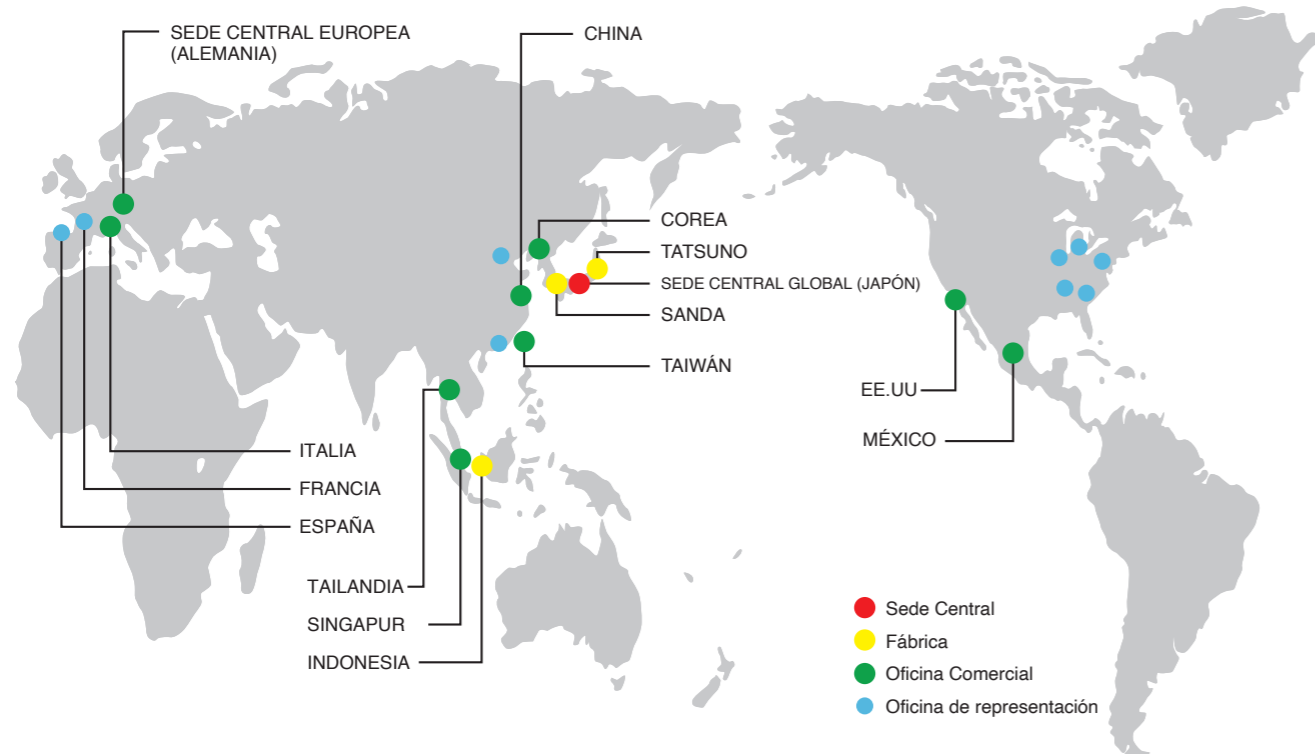 SEDE CENTRAL EUROPEA
(ALEMANIA)
CHINA
COREA
TATSUNO
SEDE CENTRAL GLOBAL (JAPÓN)
SANDA
TAIWÁN
EE.UU
MÉXICO
ITALIA
FRANCIA
ESPAÑA
TAILANDIA
SINGAPUR
INDONESIA
Sede Central
Fábrica
Oficina Comercial
Oficina de representación